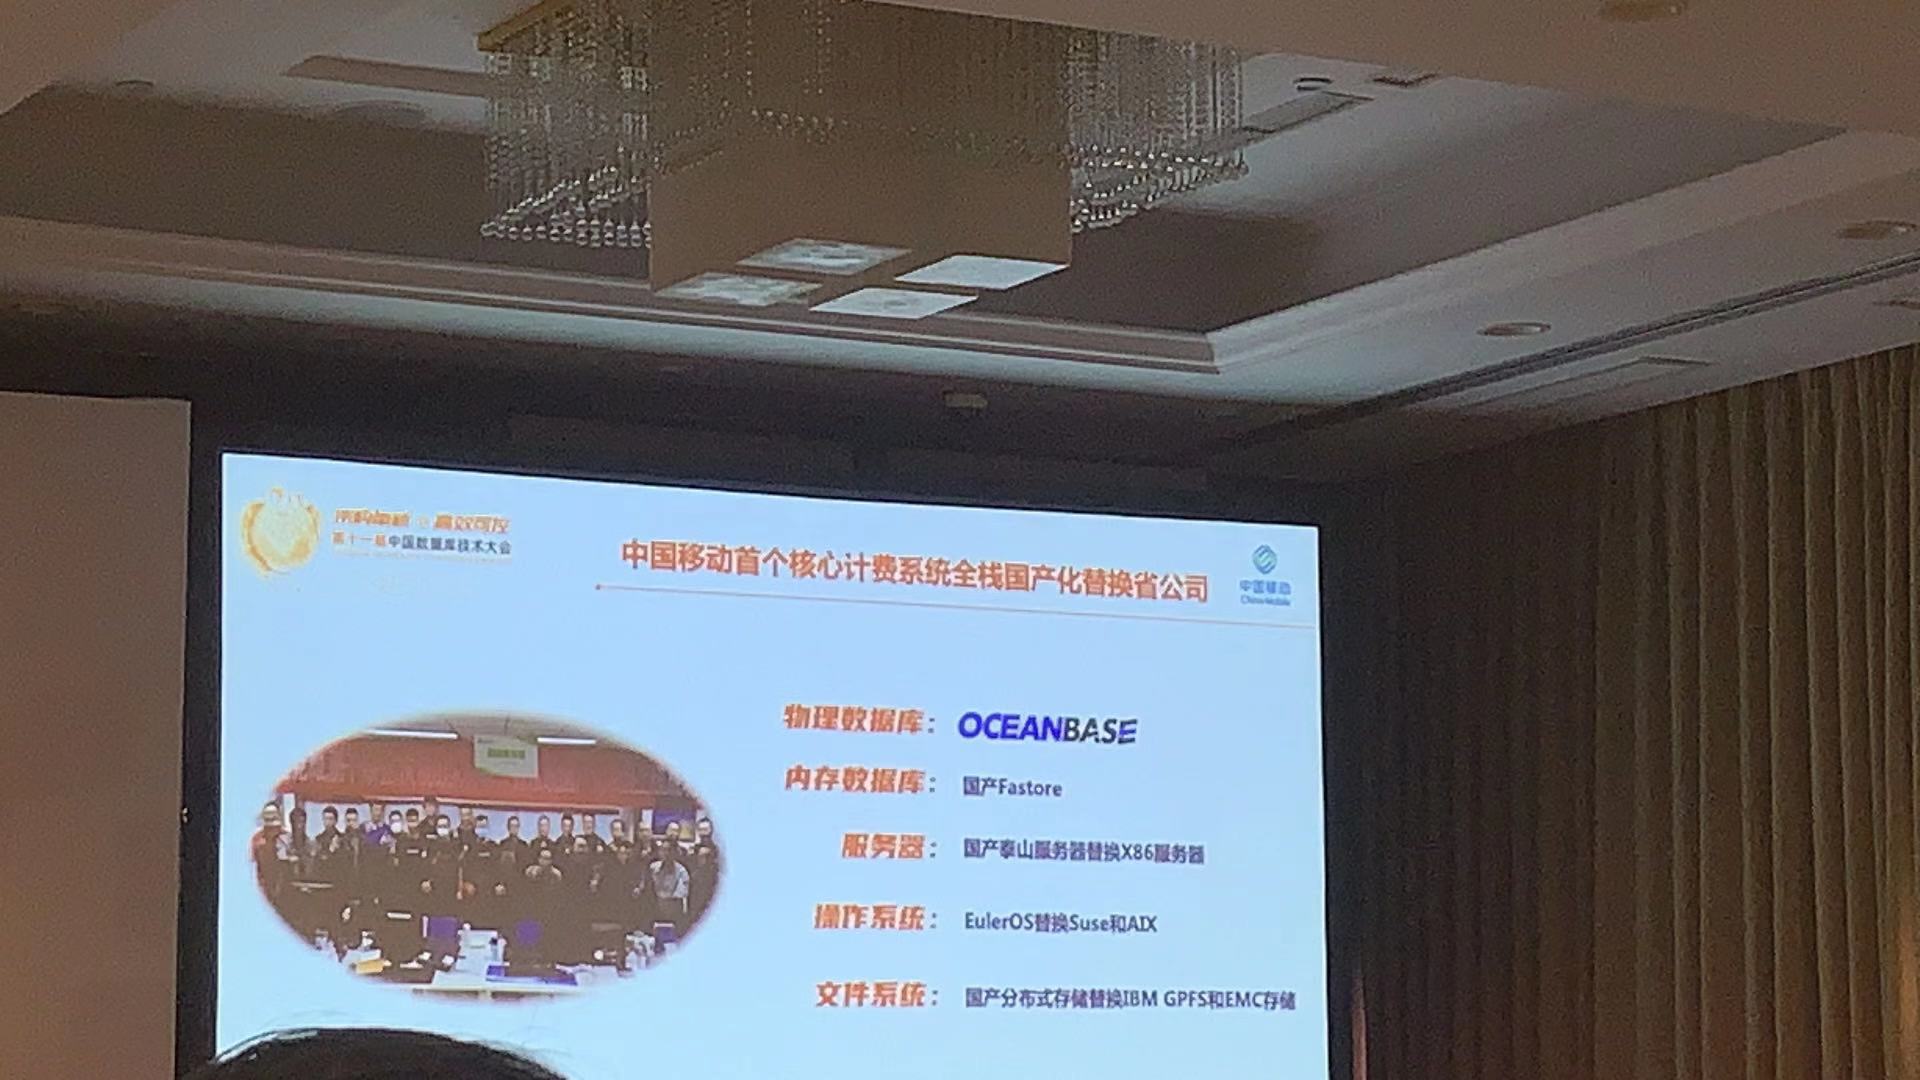 高效可控
第十一届中国数据库技术大会
中国移动首个核心计费系统全栈国产化替换省公司
中国移动
China Mobile
物理数据库： OCEANBASE
内存数据库： 国产Fastore
服务器： 国产泰山服务器替换X86服务器
操作系统： EulerOS替换Suse和AIX
文件系统： 国产分布式存储替换IBM GPFS和EMC存储